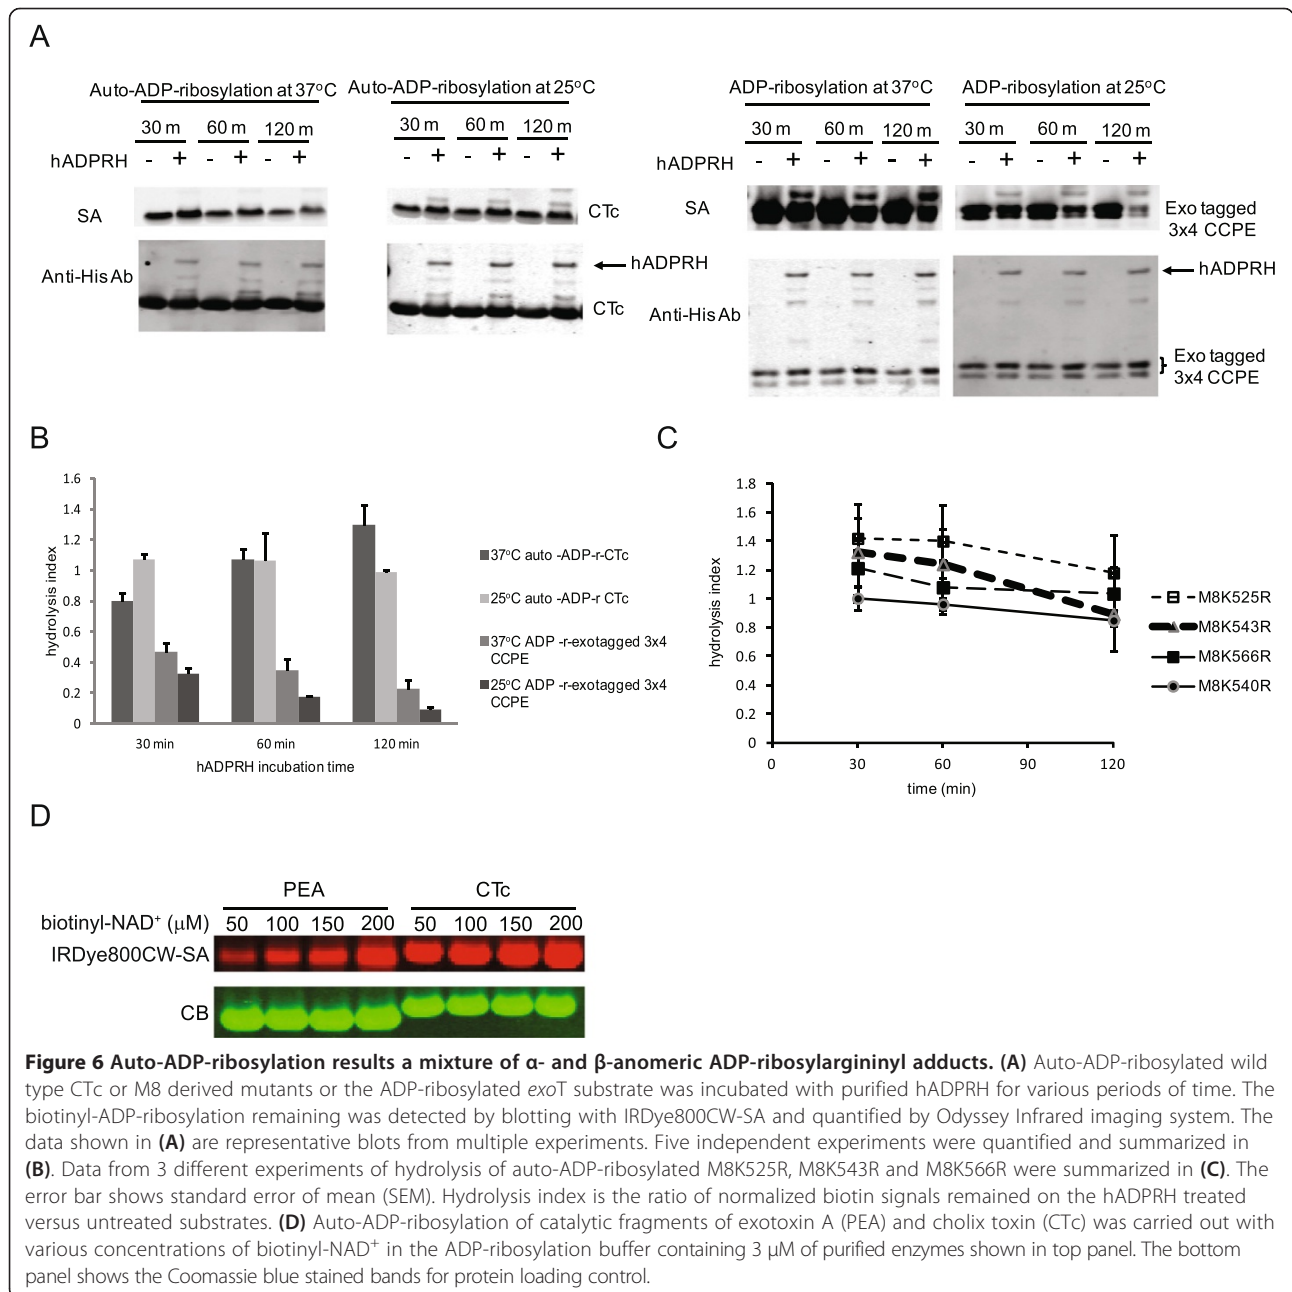 A
Auto-ADP-ribosylation at 37°C
Auto-ADP-ribosylation at 25°C
ADP-ribosylation at 37°C
ADP-ribosylation at 25°C
30 m 60 m 120 m
30 m 60 m 120 m
30 m 60 m 120 m
30 m 60 m 120 m
hADPRH - + - + - + - + - + - +
hADPRH - + - + - + - + - + - +
SA
CTc
SA
Exo tagged
3x4 CCPE
Anti-His Ab
hADPRH
CTc
Anti-His Ab
hADPRH
Exo tagged
3x4 CCPE
B
1.6
1.4
1.2
1
0.8
0.6
0.4
0.2
0
hydrolysis index
30 min 60 min 120 min
hADPRH incubation time
37°C auto -ADP-r-CTc
25°C auto -ADP-r CTc
37°C ADP -r-exotagged 3x4
CCPE
25°C ADP -r-exotagged 3x4
CCPE
C
1.8
1.6
1.4
1.2
1
0.8
0.6
0.4
0.2
0
hydrolysis index
0 30 60 90 120
time (min)
M8K525R
M8K543R
M8K566R
M8K540R
D
PEA CTc
biotinyl-NAD⁺ (µM) 50 100 150 200 50 100 150 200
IRDye800CW-SA
CB
Figure 6 Auto-ADP-ribosylation results a mixture of α- and β-anomeric ADP-ribosylargininyl adducts. (A) Auto-ADP-ribosylated wild
type CTc or M8 derived mutants or the ADP-ribosylated exoT substrate was incubated with purified hADPRH for various periods of time. The
biotinyl-ADP-ribosylation remaining was detected by blotting with IRDye800CW-SA and quantified by Odyssey Infrared imaging system. The
data shown in (A) are representative blots from multiple experiments. Five independent experiments were quantified and summarized in
(B). Data from 3 different experiments of hydrolysis of auto-ADP-ribosylated M8K525R, M8K543R and M8K566R were summarized in (C). The
error bar shows standard error of mean (SEM). Hydrolysis index is the ratio of normalized biotin signals remained on the hADPRH treated
versus untreated substrates. (D) Auto-ADP-ribosylation of catalytic fragments of exotoxin A (PEA) and cholix toxin (CTc) was carried out with
various concentrations of biotinyl-NAD⁺ in the ADP-ribosylation buffer containing 3 µM of purified enzymes shown in top panel. The bottom
panel shows the Coomassie blue stained bands for protein loading control.